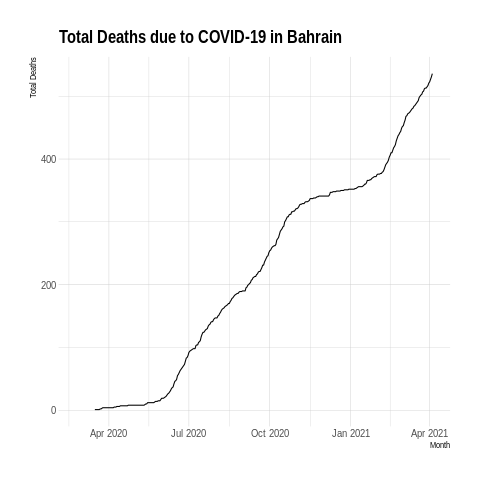 Total Deaths due to COVID-19 in Bahrain
Total Deaths
400
200
0
Apr 2020 Jul 2020 Oct 2020 Jan 2021 Apr 2021
Month